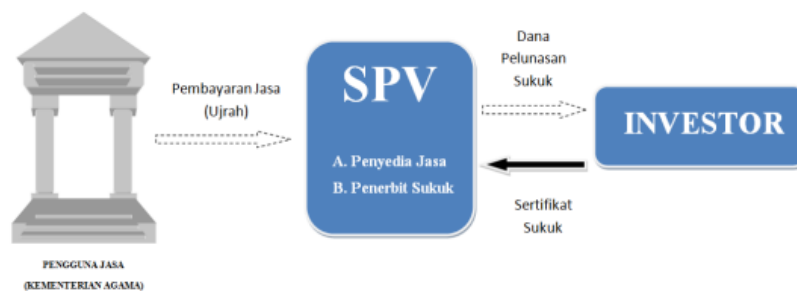 Pembayaran Jasa
(Ujrah)
SPV
A. Penyedia Jasa
B. Penerbit Sukuk
Dana
Pelunasan
Sukuk
INVESTOR
Sertifikat
Sukuk
PENGGUNA JASA
(KEMENTERIAN AGAMA)